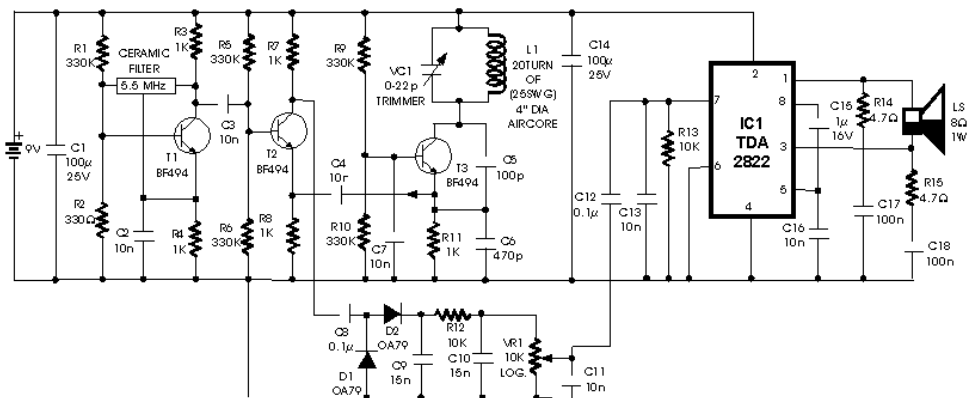 R1
330K
CERAMIC
FILTER
5.5 MHz
R3
1K
R5
330K
R7
1K
R9
330K
VC1
0-22p
TRIMMER
L1
20TURN
OF
(25SWG)
4" DIA
AIRCORE
C14
100µ
25V
+
9V
C1
100µ
25V
T1
BF494
C3
10n
T2
BF494
C4
10n
T3
BF494
C5
100p
R2
330Ω
C2
10n
R4
1K
R6
330K
R8
1K
R10
330K
C7
10n
R11
1K
C6
470p
C12
0.1µ
C13
10n
R13
10K
7
6
2
IC1
TDA
2822
4
1
8
3
5
C15
1µ
16V
R14
4.7Ω
LS
8Ω
1W
R15
4.7Ω
C16
10n
C17
100n
C18
100n
C8
0.1µ
D2
OA79
D1
OA79
C9
15n
R12
10K
C10
15n
VR1
10K
LOG.
C11
10n